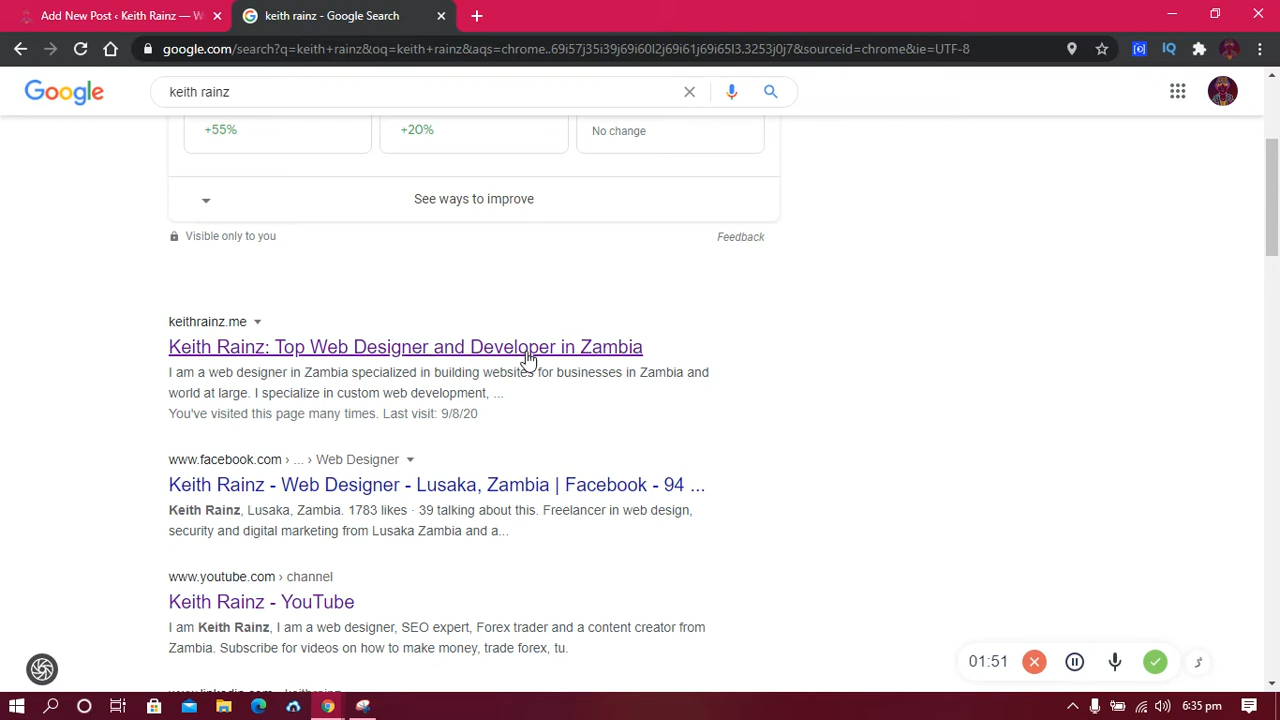 Add New Post ‹ Keith Rainz — W
keith rainz - Google Search
google.com/search?q=keith+rainz&oq=keith+rainz&aqs=chrome..69i57j35i39j69i60l2j69i61j69i65l3.3253j0j7&sourceid=chrome&ie=UTF-8
IQ
Google
keith rainz
+55%
+20%
No change
See ways to improve
Visible only to you
Feedback
keithrainz.me
Keith Rainz: Top Web Designer and Developer in Zambia
I am a web designer in Zambia specialized in building websites for businesses in Zambia and
world at large. I specialize in custom web development, ...
You've visited this page many times. Last visit: 9/8/20
www.facebook.com › ... › Web Designer
Keith Rainz - Web Designer - Lusaka, Zambia | Facebook - 94 ...
Keith Rainz, Lusaka, Zambia. 1783 likes · 39 talking about this. Freelancer in web design,
security and digital marketing from Lusaka Zambia and a...
www.youtube.com › channel
Keith Rainz - YouTube
I am Keith Rainz, I am a web designer, SEO expert, Forex trader and a content creator from
Zambia. Subscribe for videos on how to make money, trade forex, tu.
01:51
www.linkedin.com › keithrainz
6:35 pm